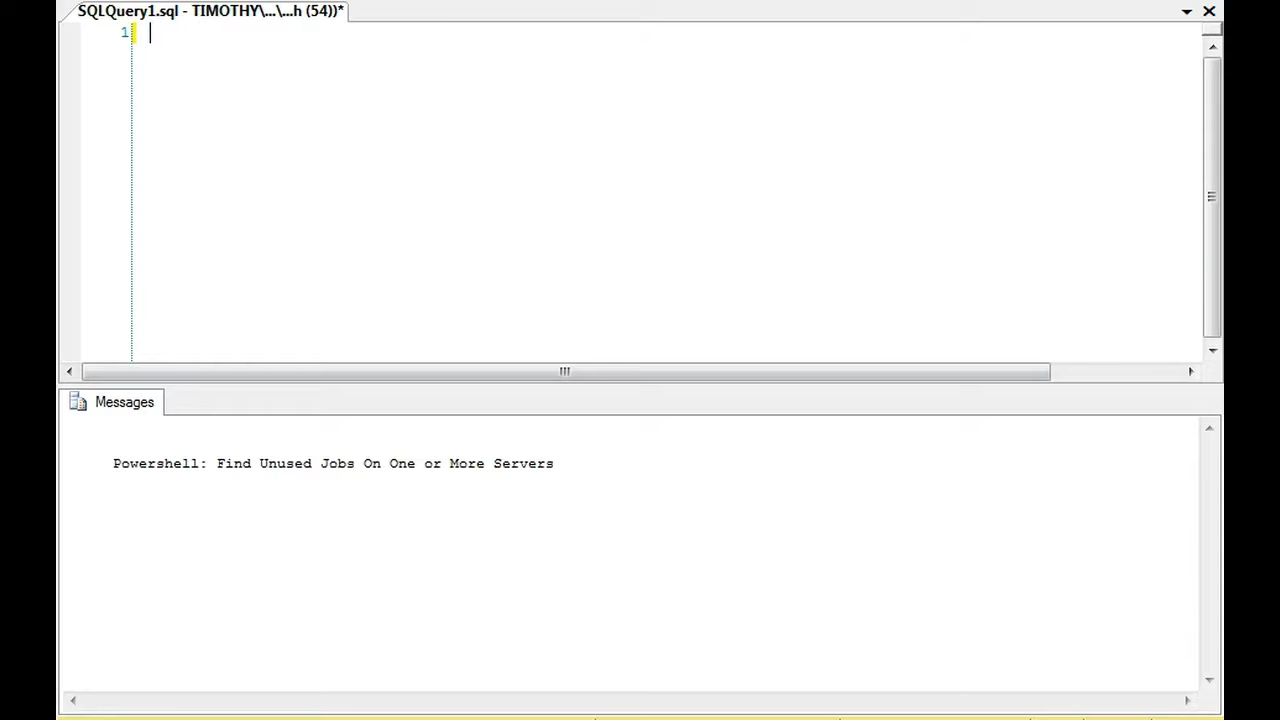 SQLQuery1.sql - TIMOTHY\...\...h (54))*
1
Messages
Powershell: Find Unused Jobs On One or More Servers